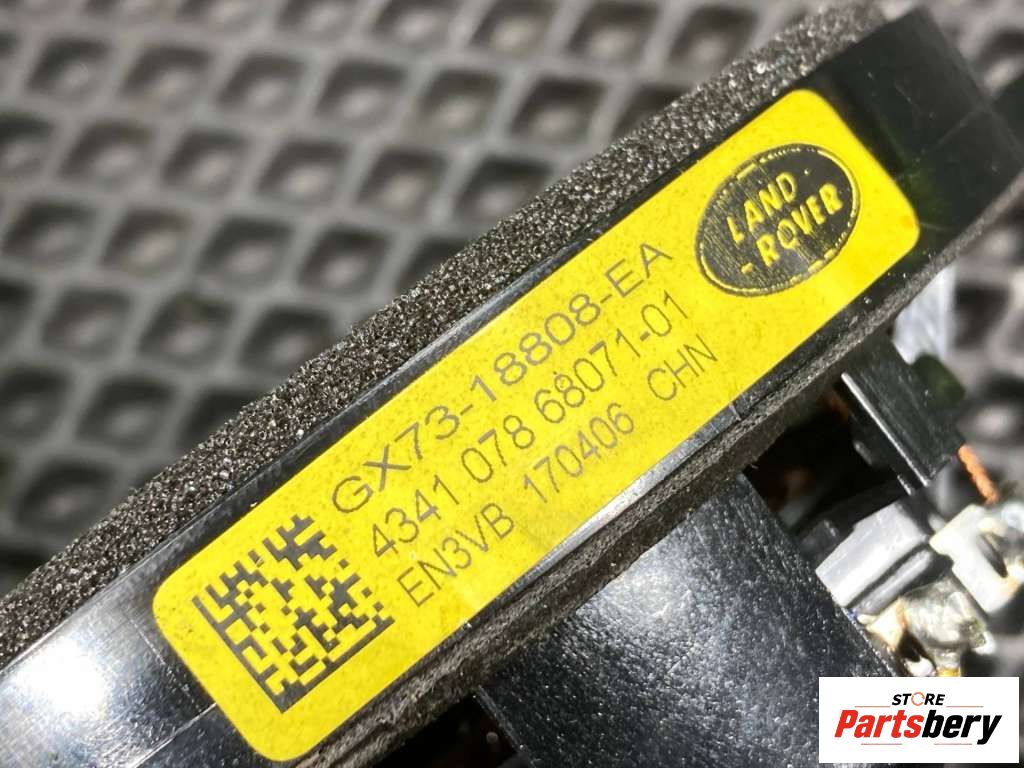 LAND
-ROVER-
GX73-18808-EA
4341 078 68071-01
EN3VB 170406 CHN
STORE
Partsbery